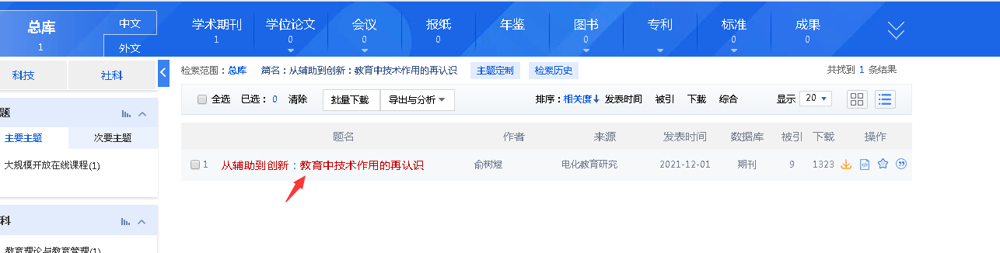 总库
1
中文
外文
学术期刊
1
学位论文
0
会议
0
报纸
0
年鉴
图书
0
专利
标准
0
成果
0
科技
社科
检索范围：总库 篇名：从辅助到创新：教育中技术作用的再认识 主题定制 检索历史 共找到 1 条结果
全选 已选：0 清除 批量下载 导出与分析 排序：相关度↓ 发表时间 被引 下载 综合 显示 20
题
主要主题 次要主题
大规模开放在线课程(1)
题名 作者 来源 发表时间 数据库 被引 下载 操作
1 从辅助到创新：教育中技术作用的再认识 俞树煜 电化教育研究 2021-12-01 期刊 9 1323
科
教育理论与教育管理(1)